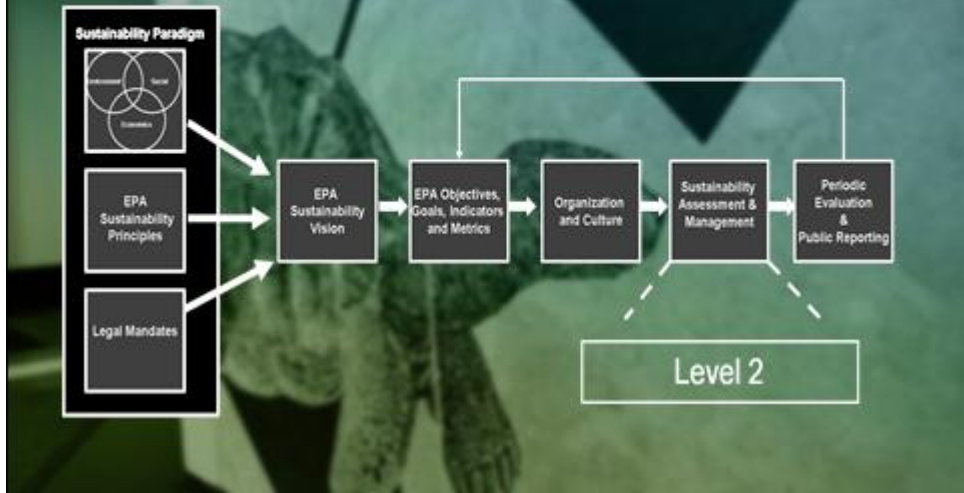 Sustainability Paradigm
Environment
Social
Economics
EPA
Sustainability
Principles
Legal Mandates
EPA
Sustainability
Vision
EPA Objectives,
Goals, Indicators
and Metrics
Organization
and Culture
Sustainability
Assessment &
Management
Periodic
Evaluation
&
Public Reporting
Level 2